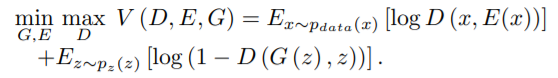 min max V (D, E, G) = E_{x∼p_{data}(x)} [log D (x, E(x))]
G,E D
+E_{z∼p_z(z)} [log (1 − D (G (z) , z))] .